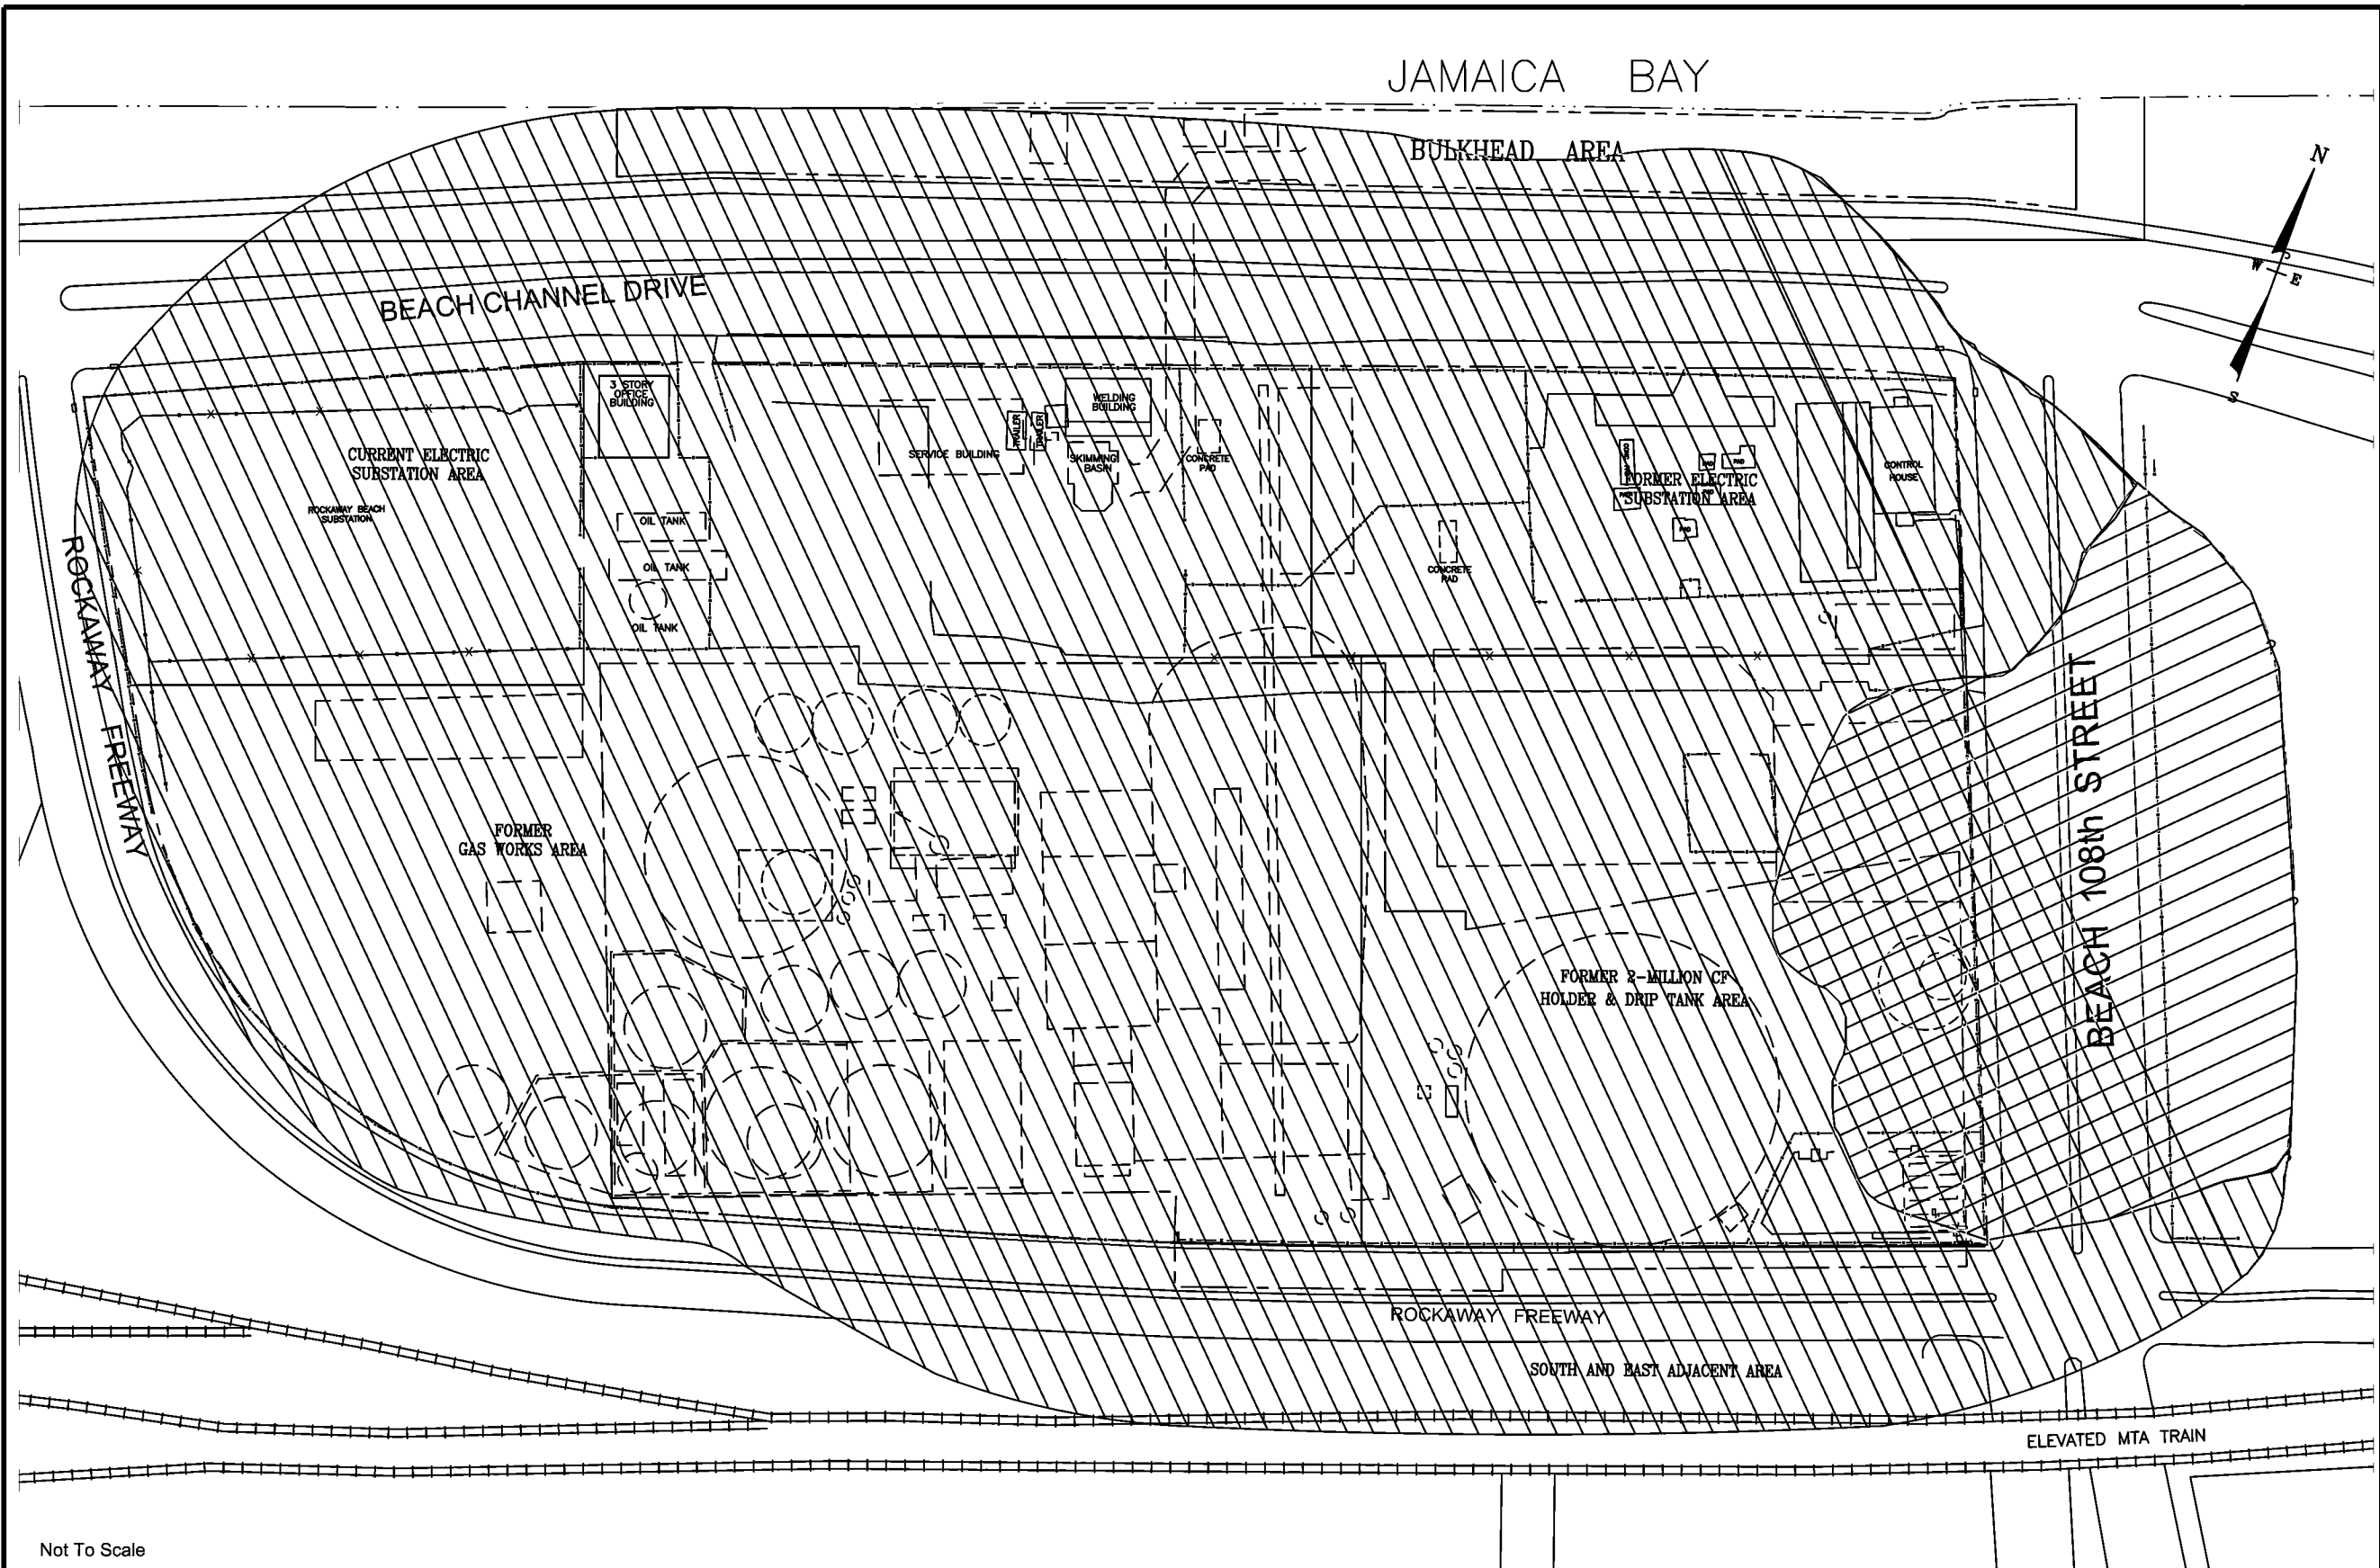 JAMAICA BAY
BULKHEAD AREA
N
W
E
S
BEACH CHANNEL DRIVE
3 STORY
OFFICE
BUILDING
WELDING
BUILDING
TRAILER
TRAILER
SERVICE BUILDING
SKIMMING
BASIN
CONCRETE
PAD
CURRENT ELECTRIC
SUBSTATION AREA
ROCKAWAY BEACH
SUBSTATION
PAD
PAD
FORMER ELECTRIC
SUBSTATION AREA
CONTROL
HOUSE
PAD
OIL TANK
OIL TANK
OIL TANK
CONCRETE
PAD
ROCKAWAY FREEWAY
BEACH 108th STREET
FORMER
GAS WORKS AREA
FORMER 2-MILLION CF
HOLDER & DRIP TANK AREA
ROCKAWAY FREEWAY
SOUTH AND EAST ADJACENT AREA
ELEVATED MTA TRAIN
Not To Scale